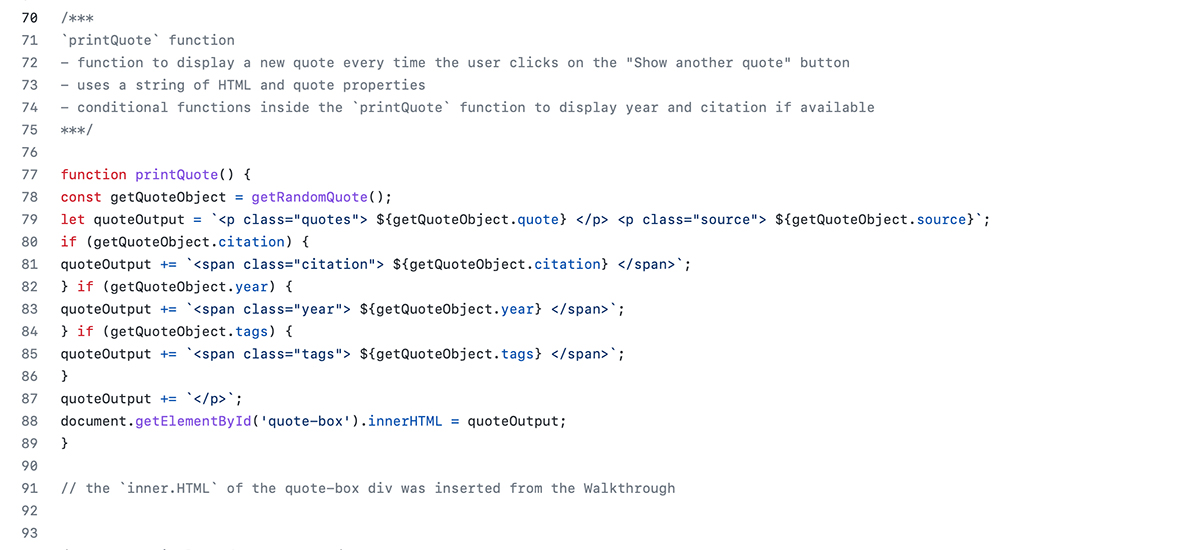 70 /***
71 `printQuote` function
72 – function to display a new quote every time the user clicks on the "Show another quote" button
73 – uses a string of HTML and quote properties
74 – conditional functions inside the `printQuote` function to display year and citation if available
75 ***/
76
77 function printQuote() {
78 const getQuoteObject = getRandomQuote();
79 let quoteOutput = `<p class="quotes"> ${getQuoteObject.quote} </p> <p class="source"> ${getQuoteObject.source}`;
80 if (getQuoteObject.citation) {
81 quoteOutput += `<span class="citation"> ${getQuoteObject.citation} </span>`;
82 } if (getQuoteObject.year) {
83 quoteOutput += `<span class="year"> ${getQuoteObject.year} </span>`;
84 } if (getQuoteObject.tags) {
85 quoteOutput += `<span class="tags"> ${getQuoteObject.tags} </span>`;
86 }
87 quoteOutput += `</p>`;
88 document.getElementById('quote-box').innerHTML = quoteOutput;
89 }
90
91 // the `inner.HTML` of the quote-box div was inserted from the Walkthrough
92
93